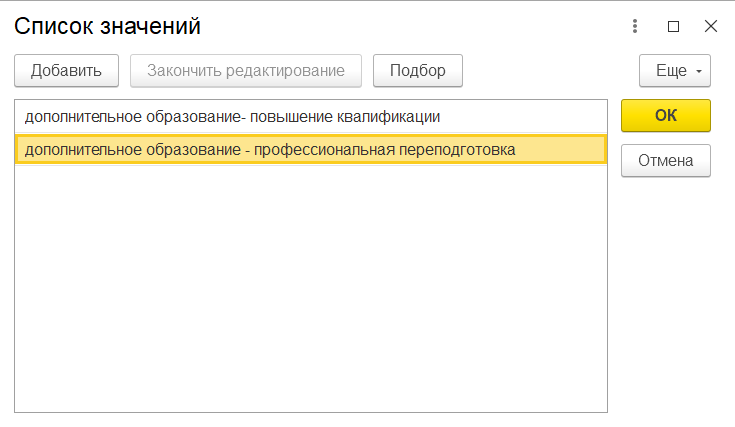 Список значений
Добавить Закончить редактирование Подбор Еще
дополнительное образование- повышение квалификации
ОК
дополнительное образование - профессиональная переподготовка
Отмена